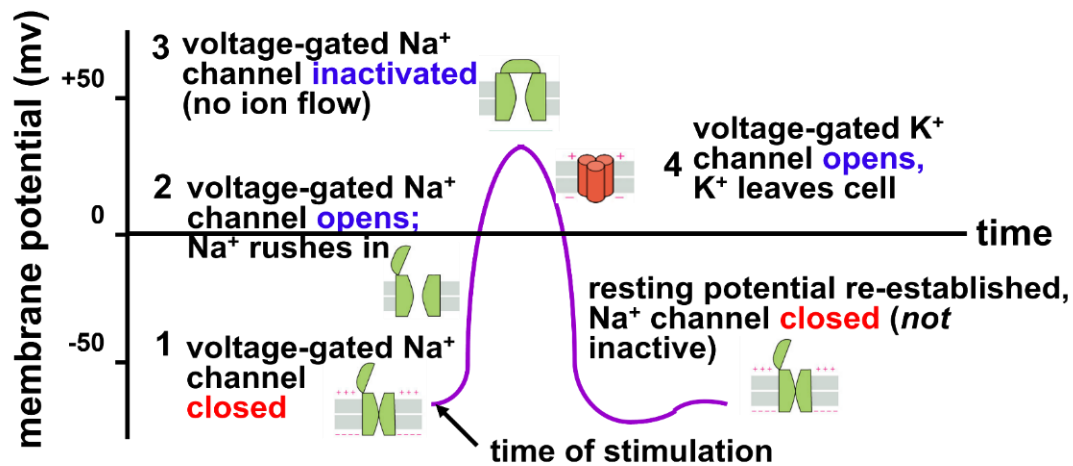 membrane potential (mv)
+50
0
-50
3 voltage-gated Na⁺
channel inactivated
(no ion flow)
2 voltage-gated Na⁺
channel opens;
Na⁺ rushes in
1 voltage-gated Na⁺
channel
closed
+++ +++
time of stimulation
+ +
4 voltage-gated K⁺
channel opens,
K⁺ leaves cell
time
resting potential re-established,
Na⁺ channel closed (not
inactive)
+++ +++